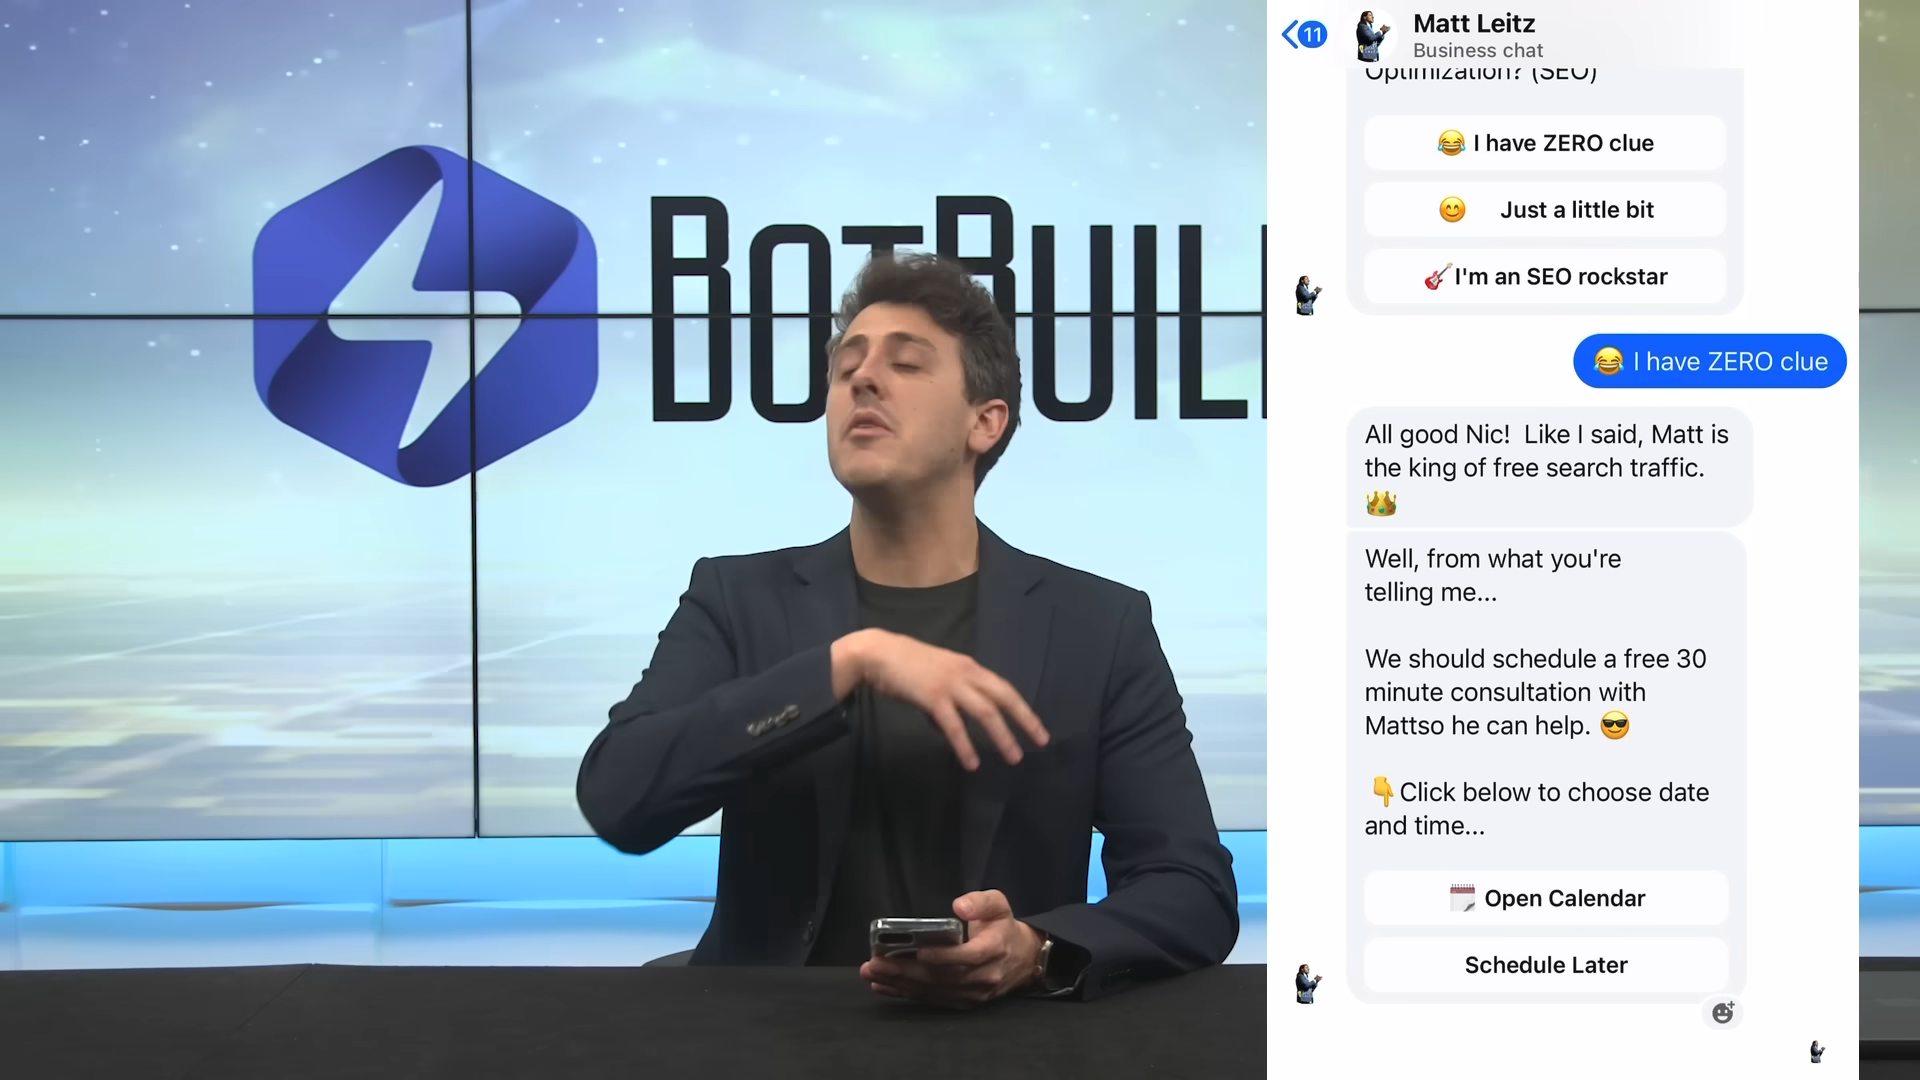 BOTBUIL
11
Matt Leitz
Business chat
Optimization? (SEO)
😂 I have ZERO clue
😊 Just a little bit
🎸I'm an SEO rockstar
😂 I have ZERO clue
All good Nic! Like I said, Matt is
the king of free search traffic.
👑
Well, from what you're
telling me...
We should schedule a free 30
minute consultation with
Mattso he can help. 😎
👇Click below to choose date
and time...
🗓️ Open Calendar
Schedule Later